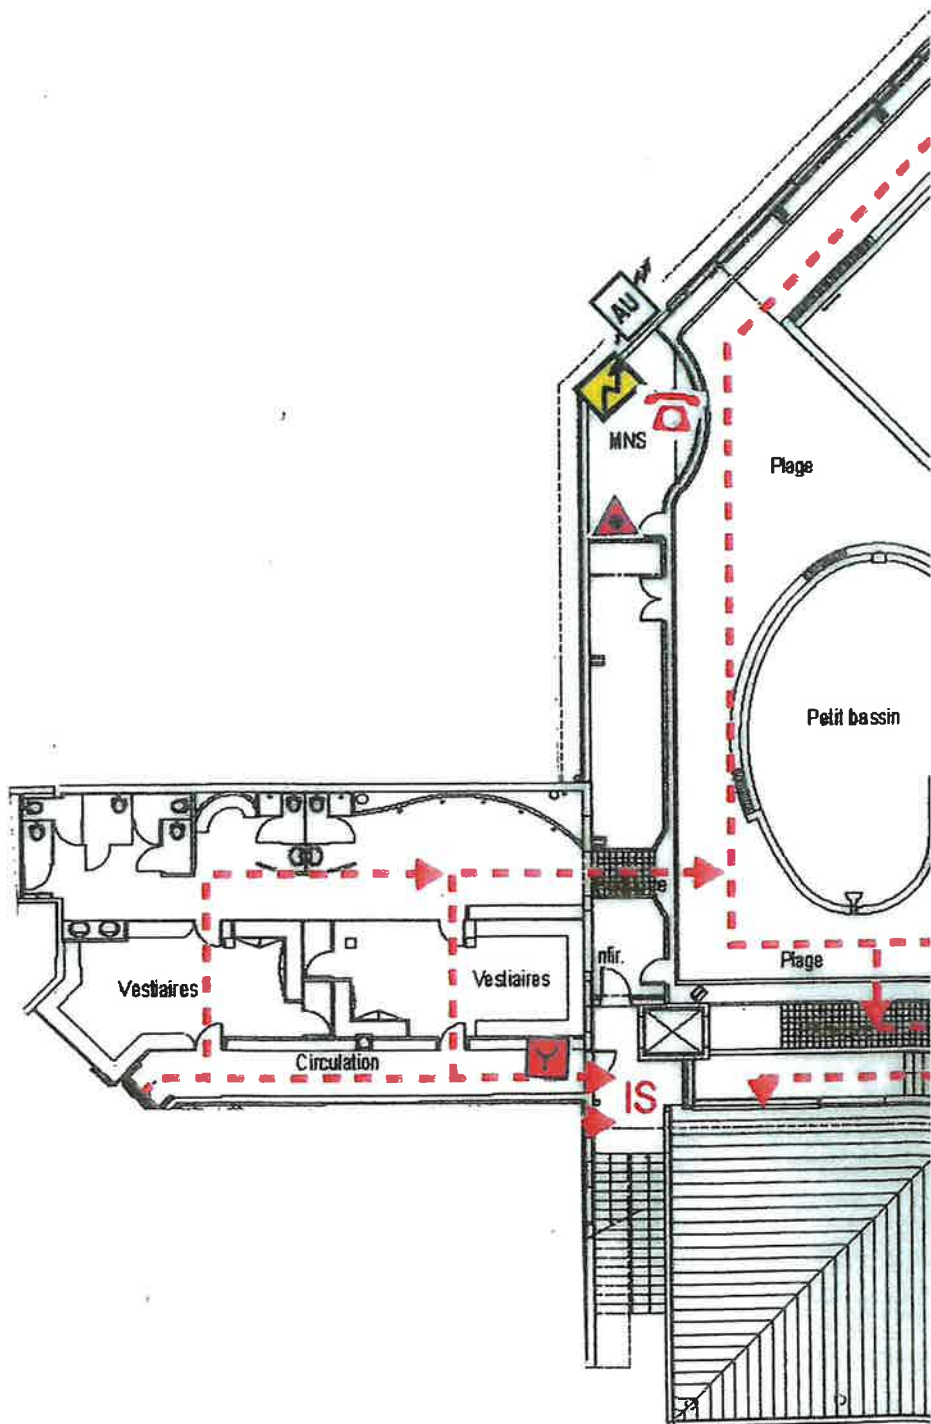 AU
MNS
Plage
Petit bassin
nfir.
Plage
Vestiaires
Vestiaires
Circulation
IS